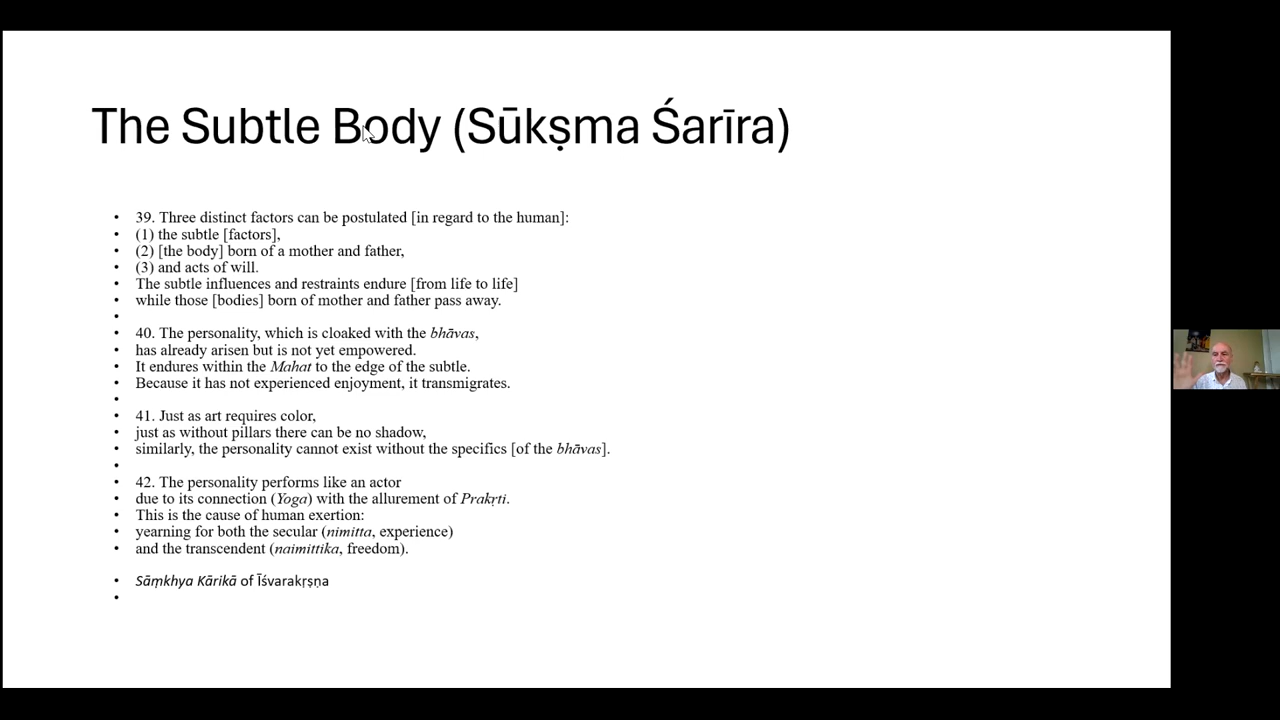 The Subtle Body (Sūkṣma Śarīra)
• 39. Three distinct factors can be postulated [in regard to the human]:
• (1) the subtle [factors],
• (2) [the body] born of a mother and father,
• (3) and acts of will.
• The subtle influences and restraints endure [from life to life]
• while those [bodies] born of mother and father pass away.
•
• 40. The personality, which is cloaked with the bhāvas,
• has already arisen but is not yet empowered.
• It endures within the Mahat to the edge of the subtle.
• Because it has not experienced enjoyment, it transmigrates.
•
• 41. Just as art requires color,
• just as without pillars there can be no shadow,
• similarly, the personality cannot exist without the specifics [of the bhāvas].
•
• 42. The personality performs like an actor
• due to its connection (Yoga) with the allurement of Prakṛti.
• This is the cause of human exertion:
• yearning for both the secular (nimitta, experience)
• and the transcendent (naimittika, freedom).
• Sāṃkhya Kārikā of Īśvarakṛṣṇa
•